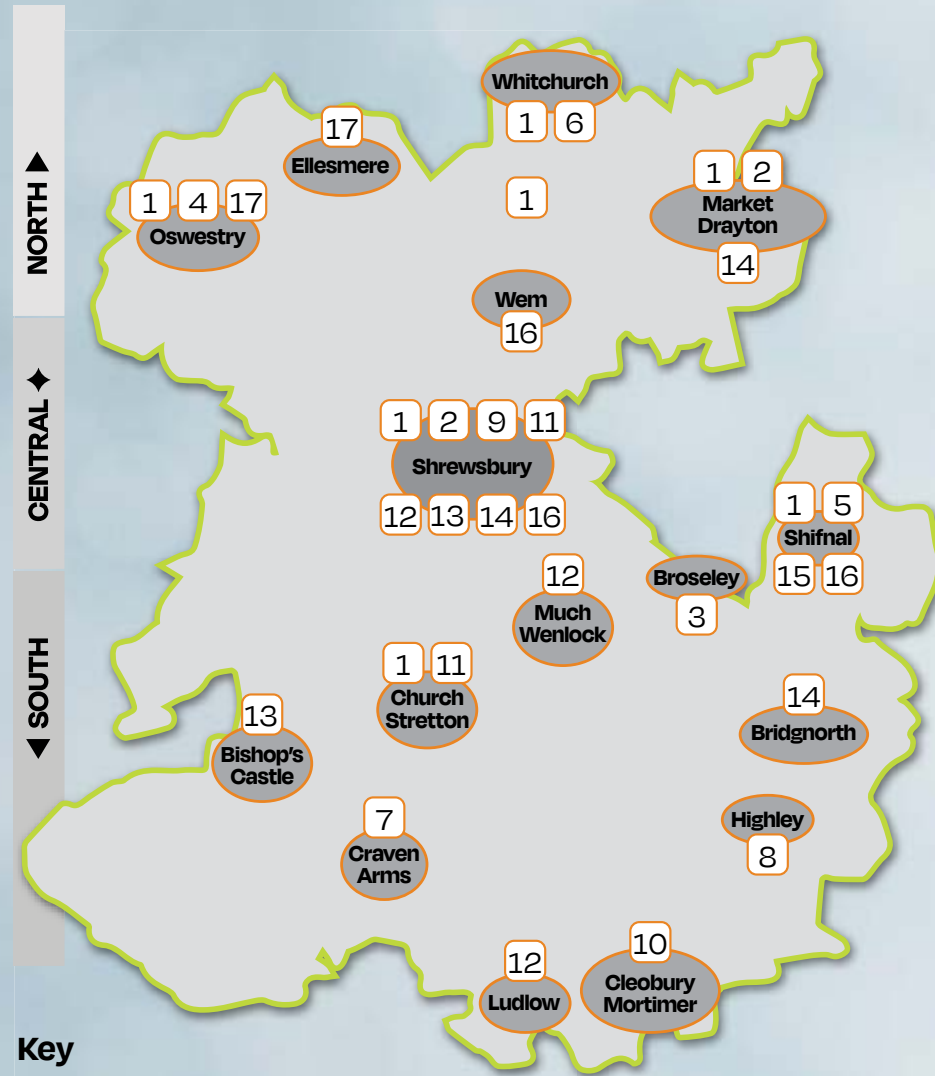 NORTH ▶
CENTRAL ✦
◀ SOUTH
Whitchurch
1 6
17
Ellesmere
1 4 17
Oswestry
1
1 2
Market
Drayton
14
Wem
16
1 2 9 11
Shrewsbury
12 13 14 16
1 5
Shifnal
15 16
Broseley
3
12
Much
Wenlock
1 11
Church
Stretton
13
Bishop's
Castle
14
Bridgnorth
7
Craven
Arms
Highley
8
12
Ludlow
10
Cleobury
Mortimer
Key